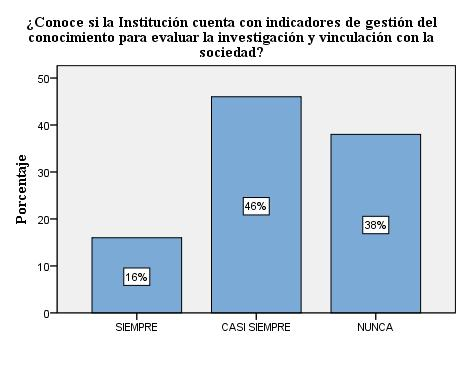 ¿Conoce si la Institución cuenta con indicadores de gestión del
conocimiento para evaluar la investigación y vinculación con la
sociedad?
50
40
30
20
10
0
Porcentaje
16%
46%
38%
SIEMPRE
CASI SIEMPRE
NUNCA